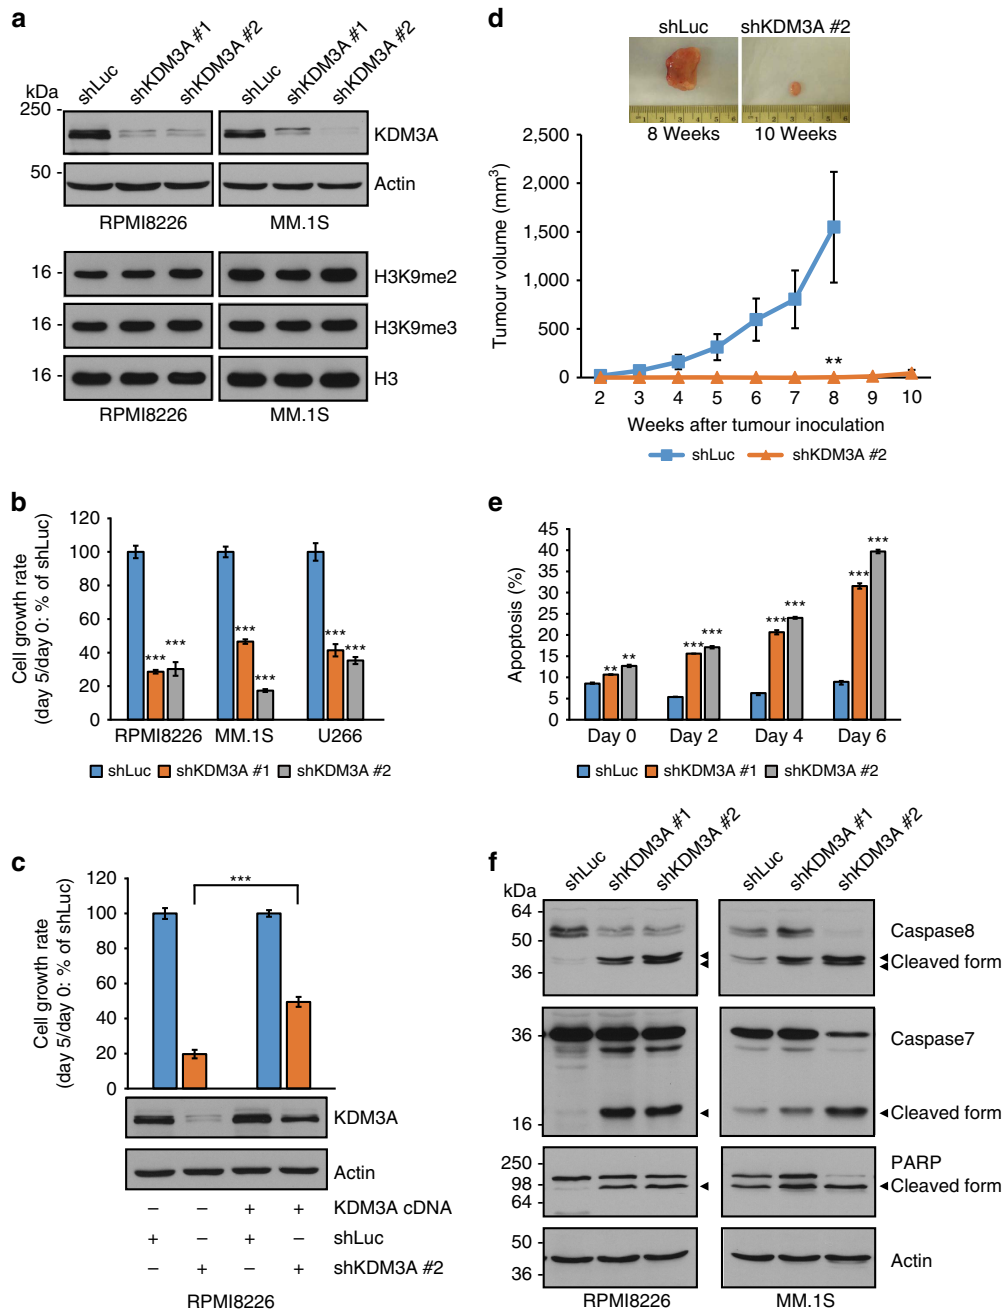 a
kDa
shLuc
shKDM3A #1
shKDM3A #2
shLuc
shKDM3A #1
shKDM3A #2
250
KDM3A
50
Actin
RPMI8226
MM.1S
16
H3K9me2
16
H3K9me3
16
H3
RPMI8226
MM.1S
b
Cell growth rate
(day 5/day 0: % of shLuc)
120
100
80
60
40
20
0
***
***
***
***
***
***
RPMI8226
MM.1S
U266
shLuc
shKDM3A #1
shKDM3A #2
c
Cell growth rate
(day 5/day 0: % of shLuc)
120
100
80
60
40
20
0
***
KDM3A
Actin
– – + + KDM3A cDNA
+ – + – shLuc
– + – + shKDM3A #2
RPMI8226
d
shLuc
shKDM3A #2
8 Weeks
10 Weeks
Tumour volume (mm³)
2,500
2,000
1,500
1,000
500
0
**
2 3 4 5 6 7 8 9 10
Weeks after tumour inoculation
shLuc
shKDM3A #2
e
Apoptosis (%)
45
40
35
30
25
20
15
10
5
0
**
**
***
***
***
***
***
***
Day 0
Day 2
Day 4
Day 6
shLuc
shKDM3A #1
shKDM3A #2
f
kDa
shLuc
shKDM3A #1
shKDM3A #2
shLuc
shKDM3A #1
shKDM3A #2
64
50
36
Caspase8
Cleaved form
36
16
Caspase7
Cleaved form
250
98
64
PARP
Cleaved form
50
36
Actin
RPMI8226
MM.1S